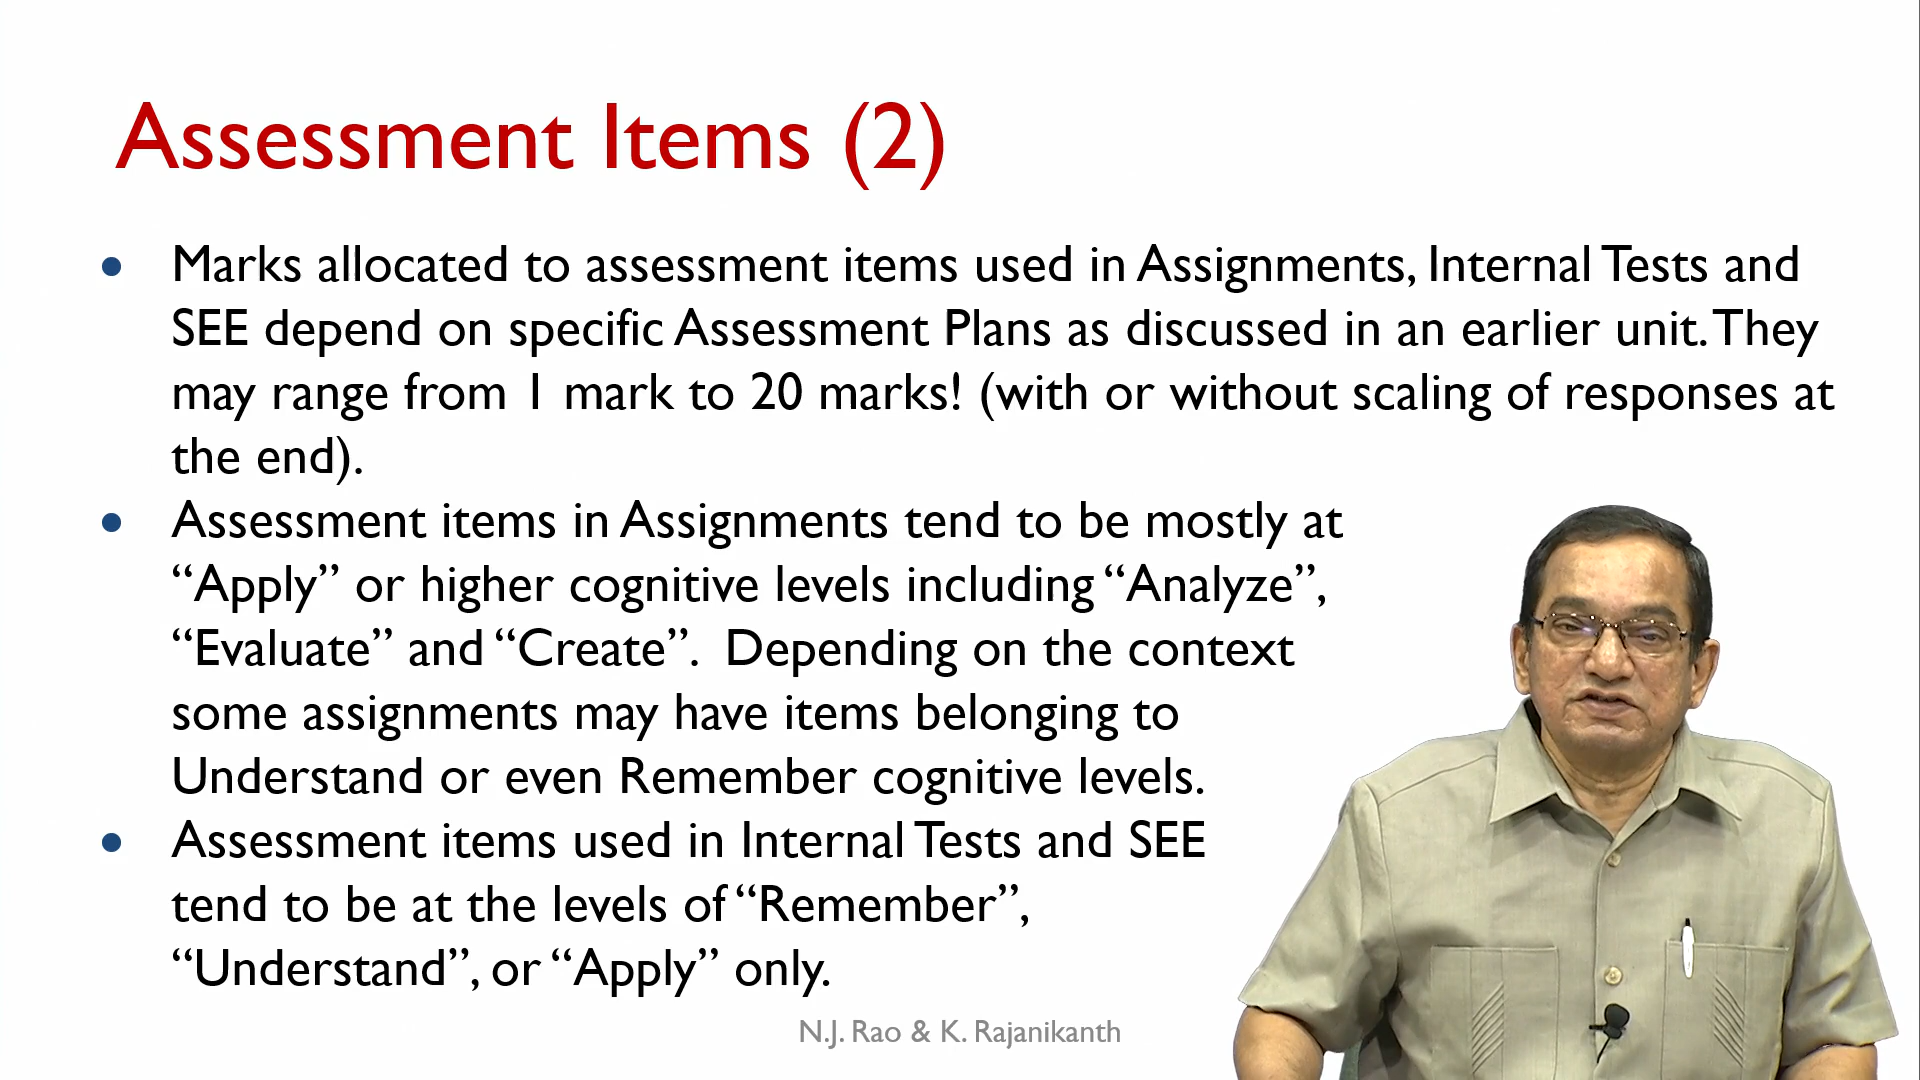 Assessment Items (2)
• Marks allocated to assessment items used in Assignments, Internal Tests and
SEE depend on specific Assessment Plans as discussed in an earlier unit. They
may range from 1 mark to 20 marks! (with or without scaling of responses at
the end).
• Assessment items in Assignments tend to be mostly at
“Apply” or higher cognitive levels including “Analyze”,
“Evaluate” and “Create”. Depending on the context
some assignments may have items belonging to
Understand or even Remember cognitive levels.
• Assessment items used in Internal Tests and SEE
tend to be at the levels of “Remember”,
“Understand”, or “Apply” only.
N.J. Rao & K. Rajanikanth